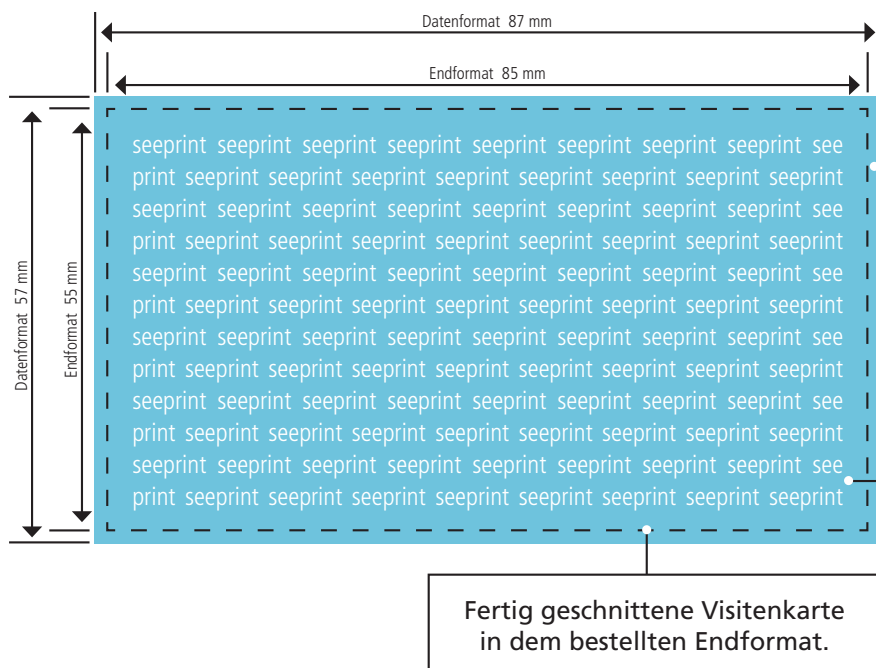 Datenformat 87 mm
Endformat 85 mm
Datenformat 57 mm
Endformat 55 mm
seeprint seeprint seeprint seeprint seeprint seeprint seeprint seeprint see
print seeprint seeprint seeprint seeprint seeprint seeprint seeprint seeprint
seeprint seeprint seeprint seeprint seeprint seeprint seeprint seeprint see
print seeprint seeprint seeprint seeprint seeprint seeprint seeprint seeprint
seeprint seeprint seeprint seeprint seeprint seeprint seeprint seeprint see
print seeprint seeprint seeprint seeprint seeprint seeprint seeprint seeprint
seeprint seeprint seeprint seeprint seeprint seeprint seeprint seeprint see
print seeprint seeprint seeprint seeprint seeprint seeprint seeprint seeprint
seeprint seeprint seeprint seeprint seeprint seeprint seeprint seeprint see
print seeprint seeprint seeprint seeprint seeprint seeprint seeprint seeprint
seeprint seeprint seeprint seeprint seeprint seeprint seeprint seeprint see
print seeprint seeprint seeprint seeprint seeprint seeprint seeprint seeprint
Fertig geschnittene Visitenkarte
in dem bestellten Endformat.